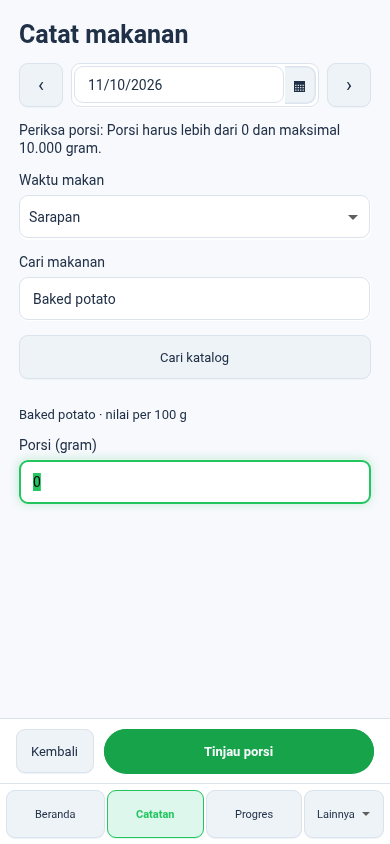 Catat makanan
‹
11/10/2026
›
Periksa porsi: Porsi harus lebih dari 0 dan maksimal
10.000 gram.
Waktu makan
Sarapan
Cari makanan
Baked potato
Cari katalog
Baked potato · nilai per 100 g
Porsi (gram)
0
Kembali
Tinjau porsi
Beranda
Catatan
Progres
Lainnya